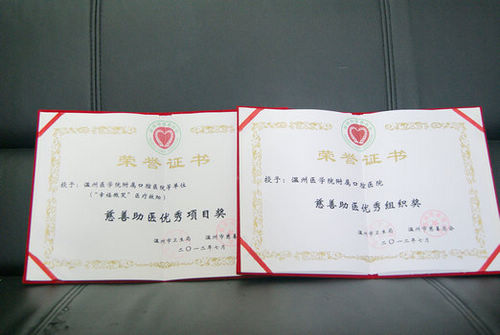 荣誉证书
授予：温州医学院附属口腔医院等单位
（“幸福微笑”医疗救助）
慈善助医优秀项目奖
温州市卫生局 温州市慈
二〇一二年七月
荣誉证书
授予：温州医学院附属口腔医院
慈善助医优秀组织奖
温州市卫生局 温州市慈善总会
二〇一二年七月